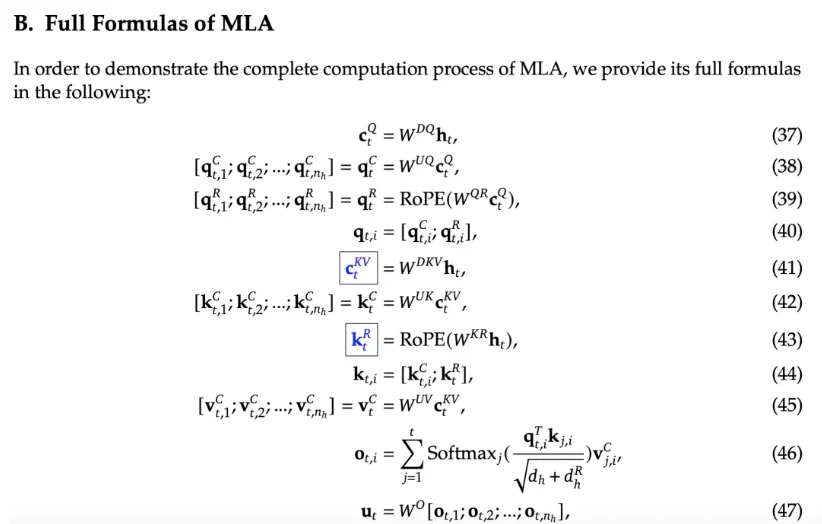 B. Full Formulas of MLA
In order to demonstrate the complete computation process of MLA, we provide its full formulas
in the following:
$\mathbf{c}_t^Q = W^{DQ}\mathbf{h}_t,$ (37)
$[\mathbf{q}_{t,1}^C; \mathbf{q}_{t,2}^C; ...; \mathbf{q}_{t,n_h}^C] = \mathbf{q}_t^C = W^{UQ}\mathbf{c}_t^Q,$ (38)
$[\mathbf{q}_{t,1}^R; \mathbf{q}_{t,2}^R; ...; \mathbf{q}_{t,n_h}^R] = \mathbf{q}_t^R = \text{RoPE}(W^{QR}\mathbf{c}_t^Q),$ (39)
$\mathbf{q}_{t,i} = [\mathbf{q}_{t,i}^C; \mathbf{q}_{t,i}^R],$ (40)
$\boxed{\mathbf{c}_t^{KV}} = W^{DKV}\mathbf{h}_t,$ (41)
$[\mathbf{k}_{t,1}^C; \mathbf{k}_{t,2}^C; ...; \mathbf{k}_{t,n_h}^C] = \mathbf{k}_t^C = W^{UK}\mathbf{c}_t^{KV},$ (42)
$\boxed{\mathbf{k}_t^R} = \text{RoPE}(W^{KR}\mathbf{h}_t),$ (43)
$\mathbf{k}_{t,i} = [\mathbf{k}_{t,i}^C; \mathbf{k}_t^R],$ (44)
$[\mathbf{v}_{t,1}^C; \mathbf{v}_{t,2}^C; ...; \mathbf{v}_{t,n_h}^C] = \mathbf{v}_t^C = W^{UV}\mathbf{c}_t^{KV},$ (45)
$\mathbf{o}_{t,i} = \sum_{j=1}^{t} \text{Softmax}_j(\frac{\mathbf{q}_{t,i}^T \mathbf{k}_{j,i}}{\sqrt{d_h + d_h^R}})\mathbf{v}_{j,i}^C,$ (46)
$\mathbf{u}_t = W^O[\mathbf{o}_{t,1}; \mathbf{o}_{t,2}; ...; \mathbf{o}_{t,n_h}],$ (47)